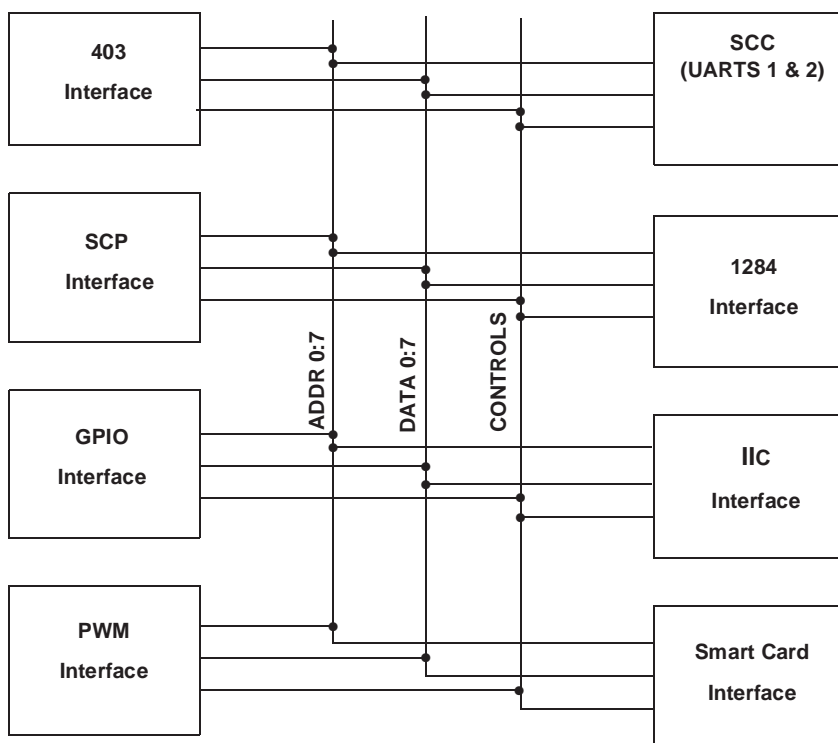 403
Interface
SCC
(UARTS 1 & 2)
SCP
Interface
1284
Interface
ADDR 0:7
DATA 0:7
CONTROLS
GPIO
Interface
IIC
Interface
PWM
Interface
Smart Card
Interface